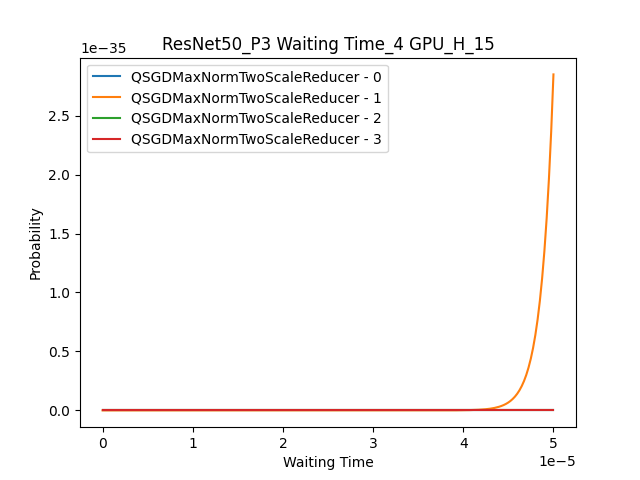 ResNet50_P3 Waiting Time_4 GPU_H_15
1e−35
QSGDMaxNormTwoScaleReducer - 0
QSGDMaxNormTwoScaleReducer - 1
QSGDMaxNormTwoScaleReducer - 2
QSGDMaxNormTwoScaleReducer - 3
2.5
2.0
1.5
1.0
0.5
0.0
Probability
0 1 2 3 4 5
1e−5
Waiting Time